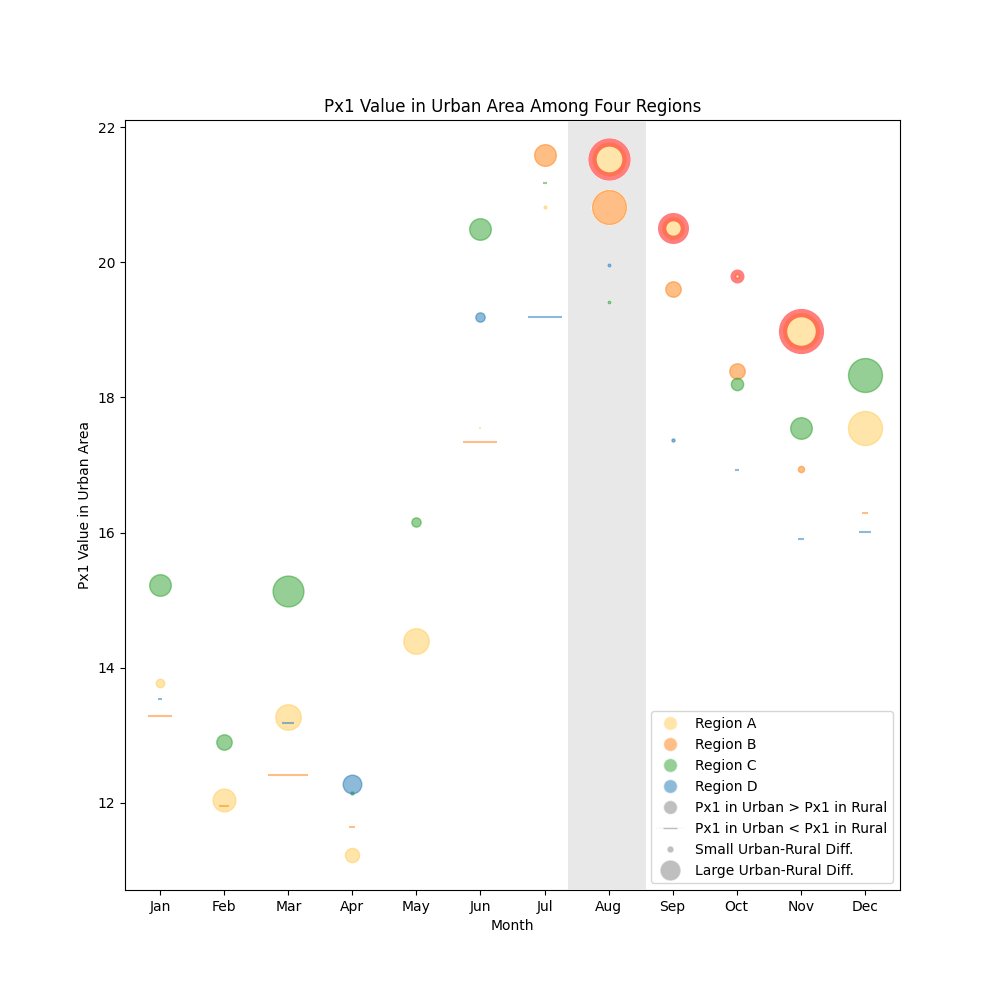 Px1 Value in Urban Area Among Four Regions
Px1 Value in Urban Area
22
20
18
16
14
12
Region A
Region B
Region C
Region D
Px1 in Urban > Px1 in Rural
Px1 in Urban < Px1 in Rural
Small Urban-Rural Diff.
Large Urban-Rural Diff.
Jan Feb Mar Apr May Jun Jul Aug Sep Oct Nov Dec
Month